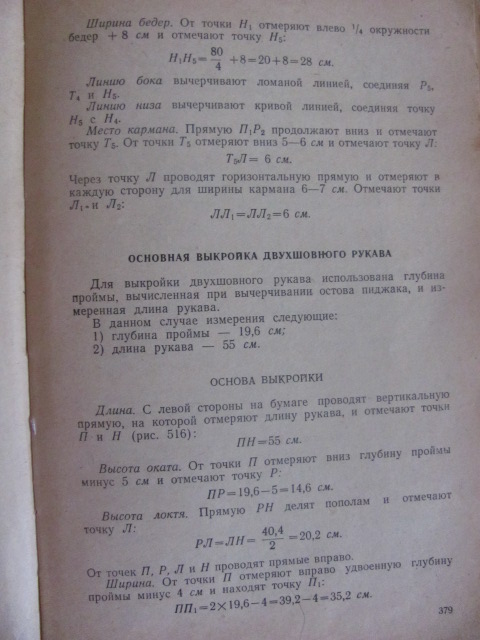 Ширина бедер. От точки Н₁ отмеряют влево ¼ окружности
бедер + 8 см и отмечают точку Н₅:
Н₁Н₅ = 80/4 + 8 = 20 + 8 = 28 см.
Линию бока вычерчивают ломаной линией, соединяя Р₅,
Т₄ и Н₅.
Линию низа вычерчивают кривой линией, соединяя точку
Н₅ с Н₄.
Место кармана. Прямую П₁Р₂ продолжают вниз и отмечают
точку Т₅. От точки Т₅ отмеряют вниз 5—6 см и отмечают точку Л:
Т₅Л = 6 см.
Через точку Л проводят горизонтальную прямую и отмеряют в
каждую сторону для ширины кармана 6—7 см. Отмечают точки
Л₁ и Л₂:
ЛЛ₁ = ЛЛ₂ = 6 см.
ОСНОВНАЯ ВЫКРОЙКА ДВУХШОВНОГО РУКАВА
Для выкройки двухшовного рукава использована глубина
проймы, вычисленная при вычерчивании остова пиджака, и из-
меренная длина рукава.
В данном случае измерения следующие:
1) глубина проймы — 19,6 см;
2) длина рукава — 55 см.
ОСНОВА ВЫКРОЙКИ
Длина. С левой стороны на бумаге проводят вертикальную
прямую, на которой отмеряют длину рукава, и отмечают точки
П и Н (рис. 516):
ПН = 55 см.
Высота оката. От точки П отмеряют вниз глубину проймы
минус 5 см и отмечают точку Р:
ПР = 19,6 − 5 = 14,6 см.
Высота локтя. Прямую РН делят пополам и отмечают
точку Л:
РЛ = ЛН = 40,4/2 = 20,2 см.
От точек П, Р, Л и Н проводят прямые вправо.
Ширина. От точки П отмеряют вправо удвоенную глубину
проймы минус 4 см и находят точку П₁:
ПП₁ = 2×19,6 − 4 = 39,2 − 4 = 35,2 см.
379